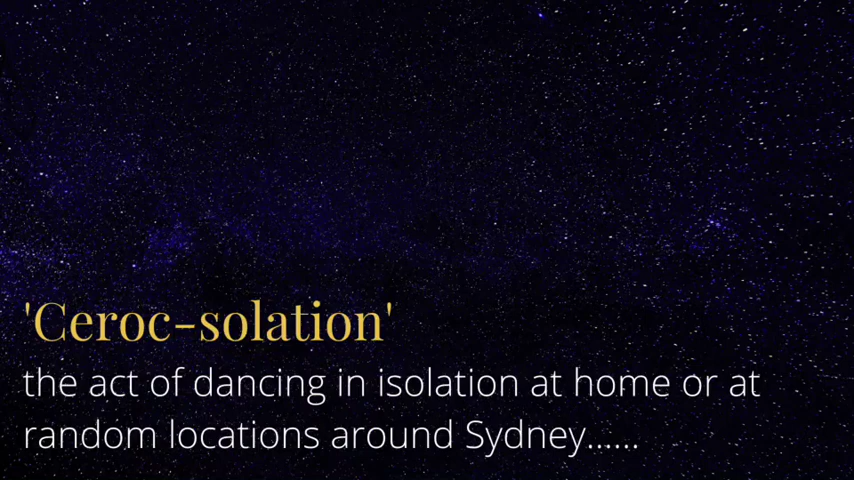 'Ceroc-solation'
the act of dancing in isolation at home or at
random locations around Sydney......